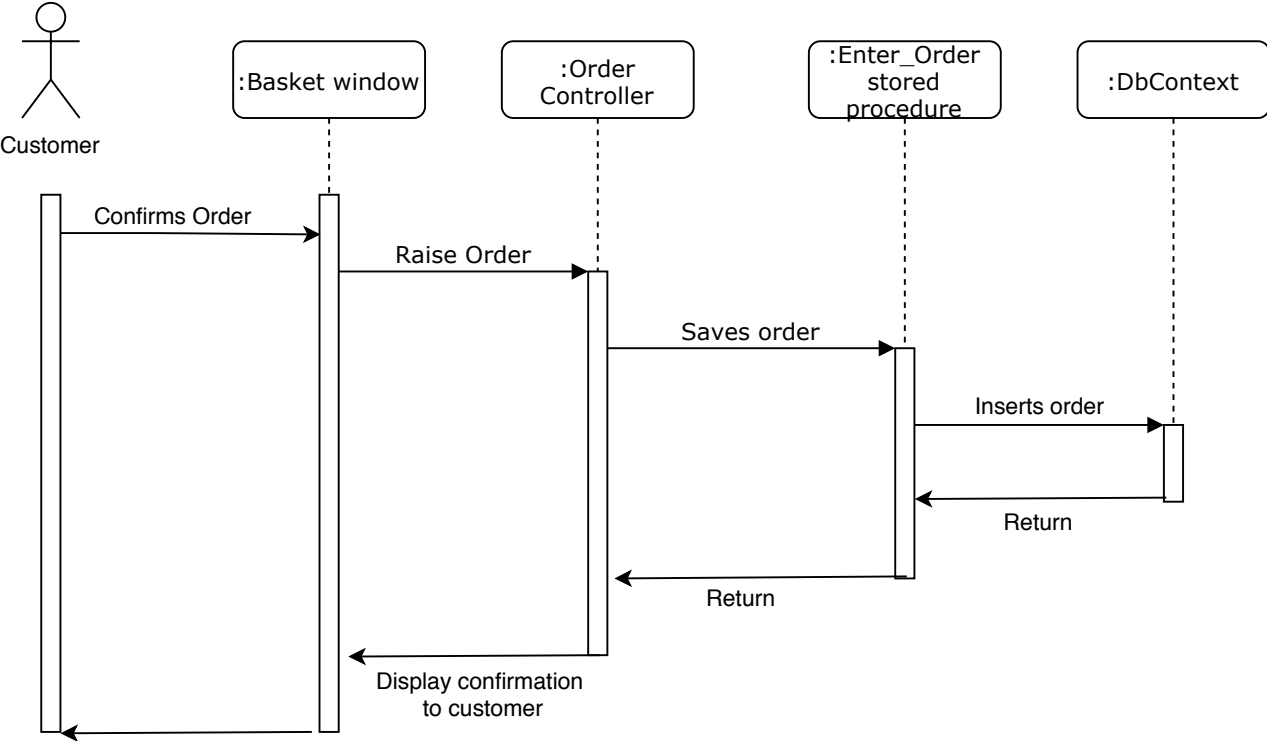 Customer
:Basket window
:Order
Controller
:Enter_Order
stored
procedure
:DbContext
Confirms Order
Raise Order
Saves order
Inserts order
Return
Return
Display confirmation
to customer